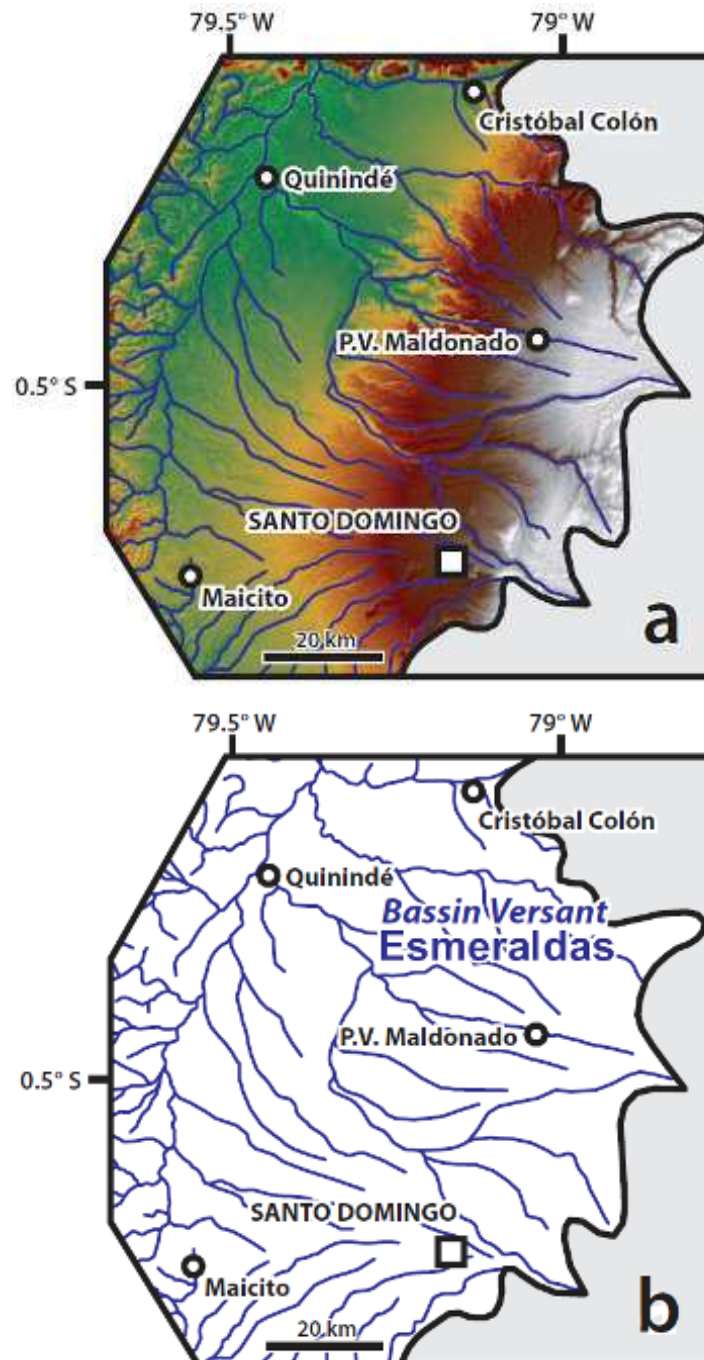 79.5° W 79° W
Cristóbal Colón
Quinindé
P.V. Maldonado
0.5° S
SANTO DOMINGO
Maicito
20 km
a
79.5° W 79° W
Cristóbal Colón
Quinindé
Bassin Versant
Esmeraldas
P.V. Maldonado
0.5° S
SANTO DOMINGO
Maicito
20 km
b